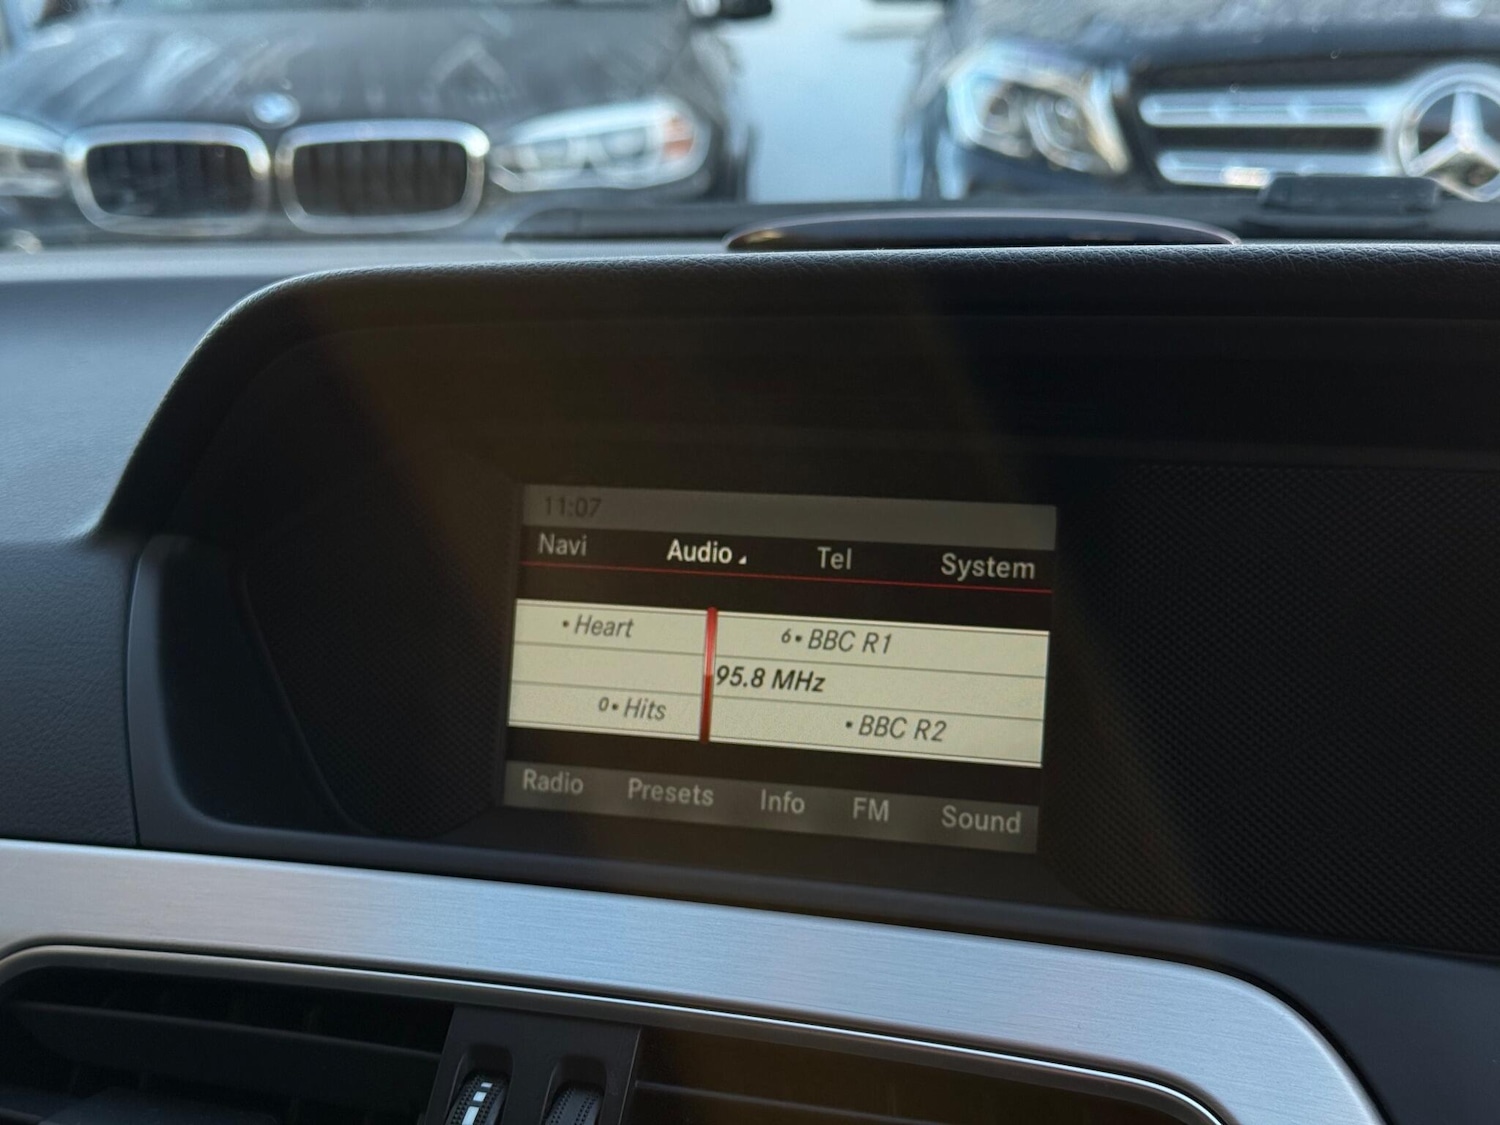 11:07
Navi Audio Tel System
• Heart 6• BBC R1
95.8 MHz
0• Hits • BBC R2
Radio Presets Info FM Sound